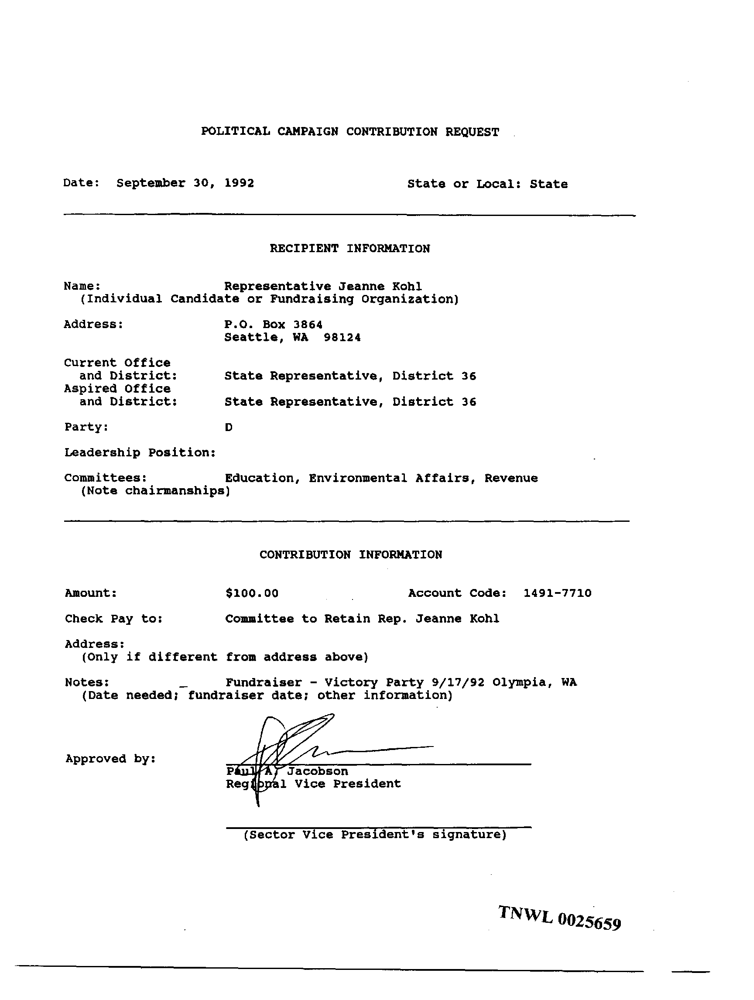 POLITICAL CAMPAIGN CONTRIBUTION REQUEST
Date: September 30, 1992 State or Local: State
RECIPIENT INFORMATION
Name: Representative Jeanne Kohl
(Individual Candidate or Fundraising Organization)
Address: P.O. Box 3864
Seattle, WA 98124
Current Office
and District: State Representative, District 36
Aspired Office
and District: State Representative, District 36
Party: D
Leadership Position:
Committees: Education, Environmental Affairs, Revenue
(Note chairmanships)
CONTRIBUTION INFORMATION
Amount: $100.00 Account Code: 1491-7710
Check Pay to: Committee to Retain Rep. Jeanne Kohl
Address:
(Only if different from address above)
Notes: Fundraiser - Victory Party 9/17/92 Olympia, WA
(Date needed; fundraiser date; other information)
Approved by:
Paul A. Jacobson
Regional Vice President
(Sector Vice President's signature)
TNWL 0025659